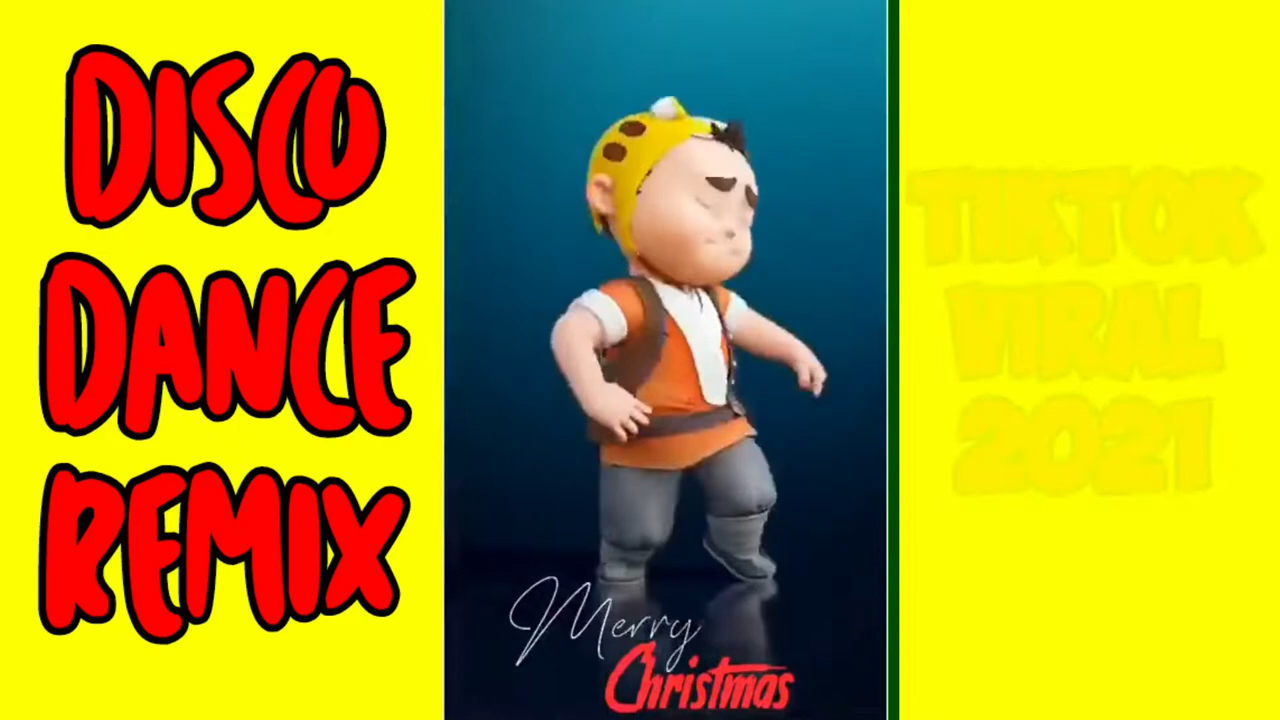 DISCO
DANCE
REMIX
Merry
Christmas
TIKTOK
VIRAL
2021